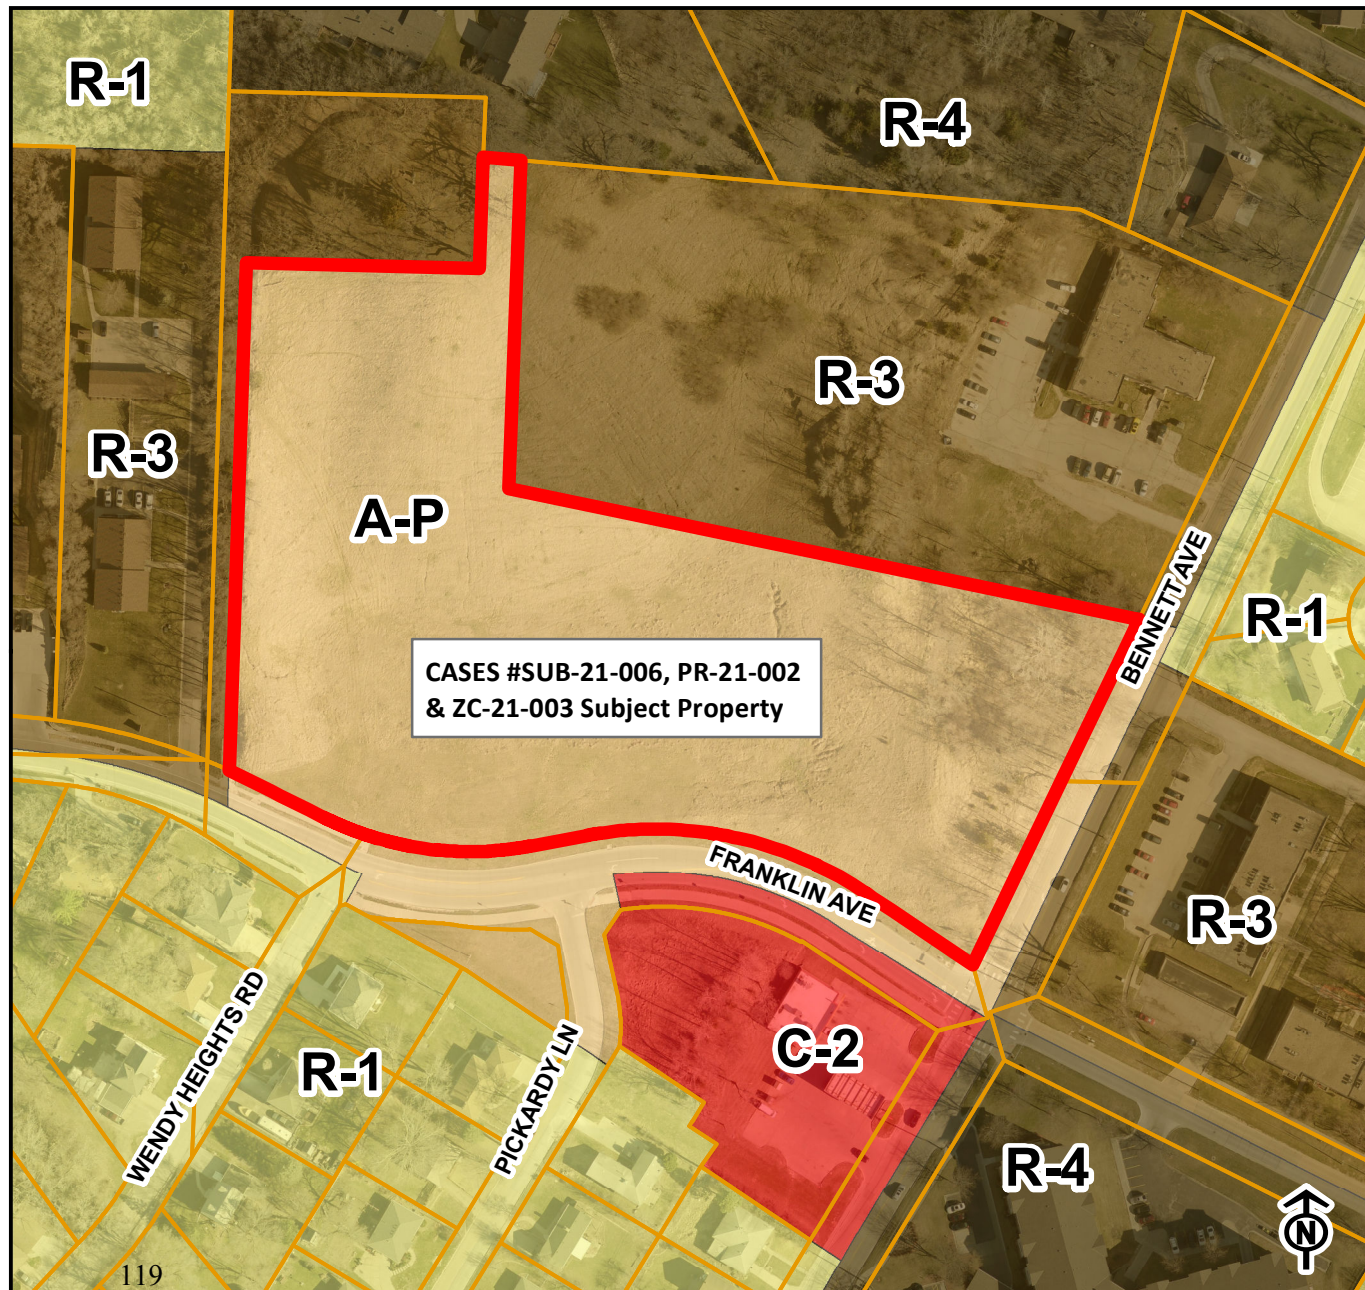 R-1
R-4
R-3
R-3
A-P
BENNETT AVE
R-1
CASES #SUB-21-006, PR-21-002
& ZC-21-003 Subject Property
FRANKLIN AVE
R-3
WENDY HEIGHTS RD
R-1
PICKARDY LN
C-2
R-4
N
119